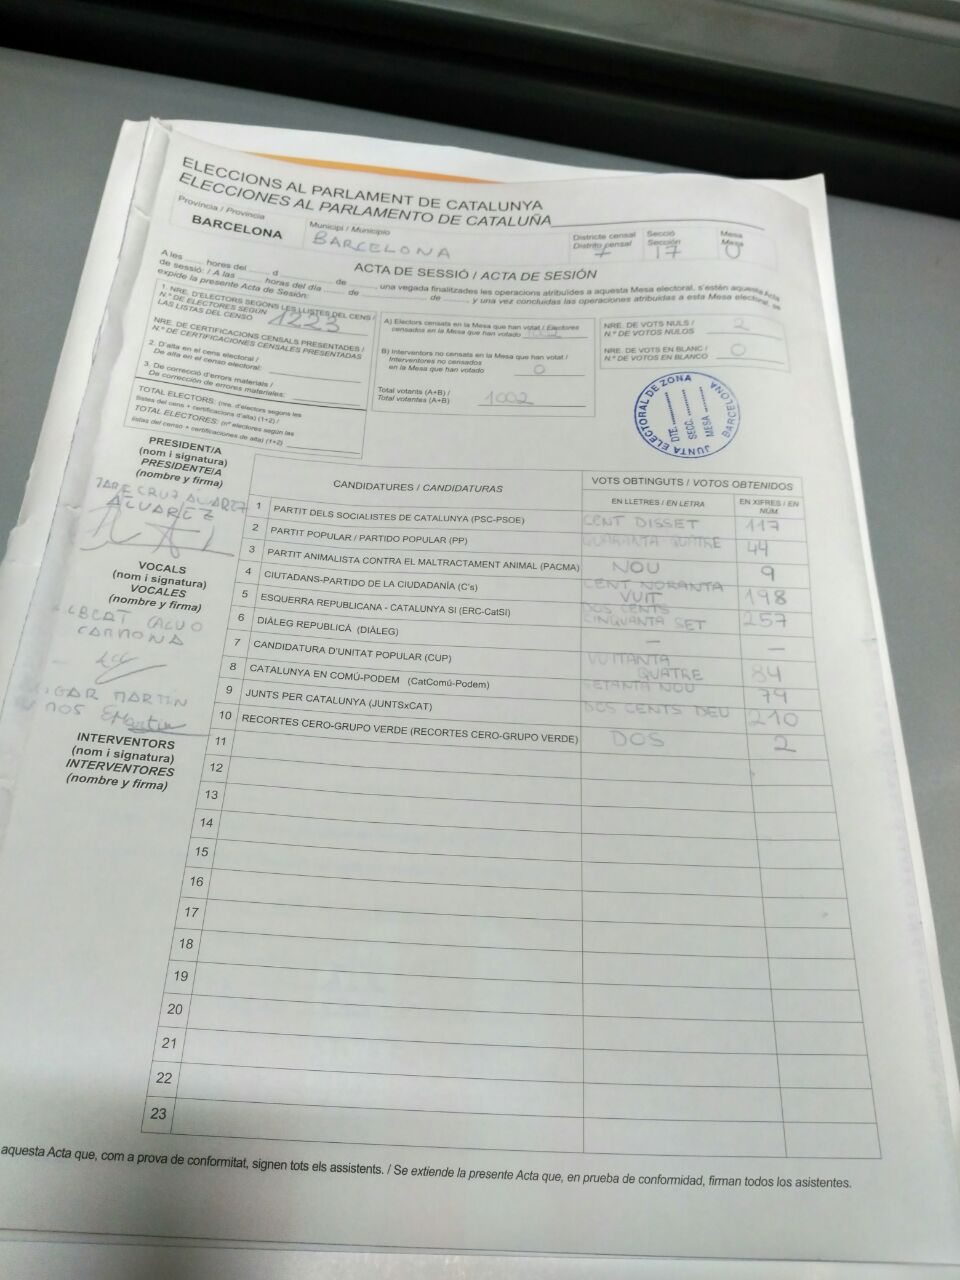 ELECCIONS AL PARLAMENT DE CATALUNYA
ELECCIONES AL PARLAMENTO DE CATALUÑA
Província / Provincia
BARCELONA
Municipi / Municipio
BARCELONA
Districte censal
Distrito censal
7
Secció
Sección
17
Mesa
Mesa
0
ACTA DE SESSIÓ / ACTA DE SESIÓN
A les ...... hores del ...... d ...... de ......, una vegada finalitzades les operacions atribuïdes a aquesta Mesa electoral, s'estén aquesta Acta
de sessió: / A las ...... horas del día ...... de ...... de ......, y una vez concluidas las operaciones atribuidas a esta Mesa electoral, se
expide la presente Acta de Sesión:
1. NRE. D'ELECTORS SEGONS LES LLISTES DEL CENS /
N.º DE ELECTORES SEGÚN
LAS LISTAS DEL CENSO
1223
NRE. DE CERTIFICACIONS CENSALS PRESENTADES /
N.º DE CERTIFICACIONES CENSALES PRESENTADAS
2. D'alta en el cens electoral /
De alta en el censo electoral:
3. De correcció d'errors materials /
De corrección de errores materiales:
TOTAL ELECTORS: (nre. d'electors segons les
llistes del cens + certificacions d'alta) (1+2) /
TOTAL ELECTORES: (nº electores según las
listas del censo + certificaciones de alta) (1+2)
A) Electors censats en la Mesa que han votat / Electores
censados en la Mesa que han votado 1002
B) Interventors no censats en la Mesa que han votat /
Interventores no censados
en la Mesa que han votado
0
Total votants (A+B) /
Total votantes (A+B)
1002
NRE. DE VOTS NULS /
N.º DE VOTOS NULOS
2
NRE. DE VOTS EN BLANC /
N.º DE VOTOS EN BLANCO
0
JUNTA ELECTORAL DE ZONA
BARCELONA
DTE.
SECC.
MESA
PRESIDENT/A
(nom i signatura)
PRESIDENTE/A
(nombre y firma)
CRUZ ALVAREZ
ALVAREZ
VOCALS
(nom i signatura)
VOCALES
(nombre y firma)
ALBERT CALVO
CARMONA
MARTÍN
INTERVENTORS
(nom i signatura)
INTERVENTORES
(nombre y firma)
CANDIDATURES / CANDIDATURAS
VOTS OBTINGUTS / VOTOS OBTENIDOS
EN LLETRES / EN LETRA
EN XIFRES / EN NÚM.
1 PARTIT DELS SOCIALISTES DE CATALUNYA (PSC-PSOE) CENT DISSET 117
2 PARTIT POPULAR / PARTIDO POPULAR (PP) QUARANTA QUATRE 44
3 PARTIT ANIMALISTA CONTRA EL MALTRACTAMENT ANIMAL (PACMA) NOU 9
4 CIUTADANS-PARTIDO DE LA CIUDADANÍA (C's) CENT NORANTA VUIT 198
5 ESQUERRA REPUBLICANA - CATALUNYA SI (ERC-CatSí) DOS CENTS CINQUANTA SET 257
6 DIÀLEG REPUBLICÀ (DIÀLEG) — —
7 CANDIDATURA D'UNITAT POPULAR (CUP) VUITANTA QUATRE 84
8 CATALUNYA EN COMÚ-PODEM (CatComú-Podem) SETANTA NOU 79
9 JUNTS PER CATALUNYA (JUNTSxCAT) DOS CENTS DEU 210
10 RECORTES CERO-GRUPO VERDE (RECORTES CERO-GRUPO VERDE) DOS 2
11
12
13
14
15
16
17
18
19
20
21
22
23
aquesta Acta que, com a prova de conformitat, signen tots els assistents. / Se extiende la presente Acta que, en prueba de conformidad, firman todos los asistentes.